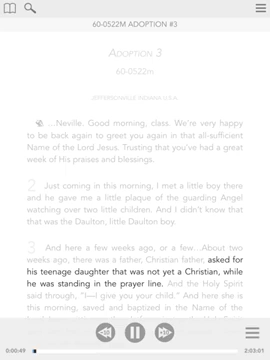 60-0522M ADOPTION #3
ADOPTION 3
60-0522m
JEFFERSONVILLE INDIANA U.S.A.
...Neville. Good morning, class. We're very happy
to be back again to greet you again in that all-sufficient
Name of the Lord Jesus. Trusting that you've had a great
week of His praises and blessings.
2 Just coming in this morning, I met a little boy there
and he gave me a little plaque of the guarding Angel
watching over two little children. And I didn't know that
that was the Daulton, little Daulton boy.
3 And here a few weeks ago, or a few...About two
weeks ago, there was a father, Christian father, asked for
his teenage daughter that was not yet a Christian, while
he was standing in the prayer line. And the Holy Spirit
said through, "I—I give you your child." And here she is
this morning, saved and baptized in the Name of the
0:00:49
2:03:01